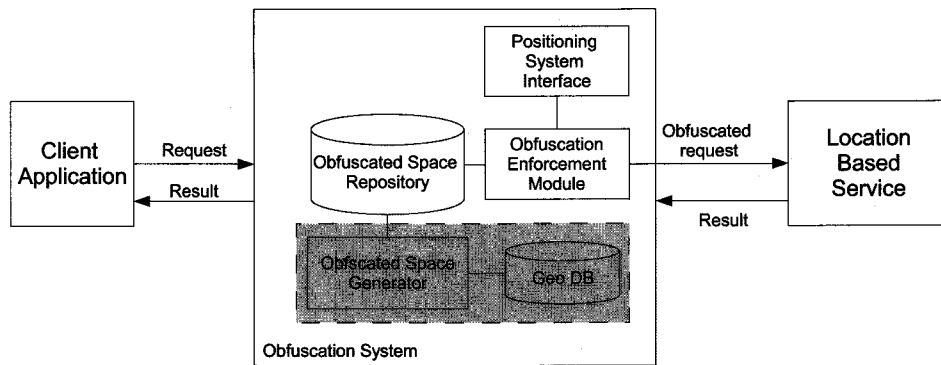 Positioning
System
Interface
Client
Application
Request
Result
Obfuscated Space
Repository
Obfuscation
Enforcement
Module
Obfuscated
request
Result
Location
Based
Service
Obfscated Space
Generator
Geo DB
Obfuscation System